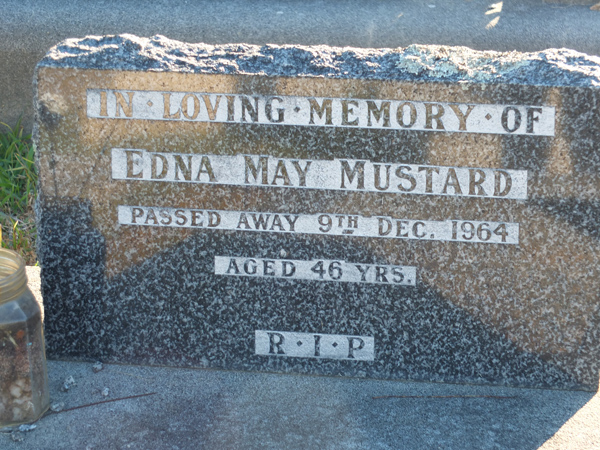 IN · LOVING · MEMORY · OF
EDNA MAY MUSTARD
PASSED AWAY 9TH DEC. 1964
AGED 46 YRS.
R · I · P